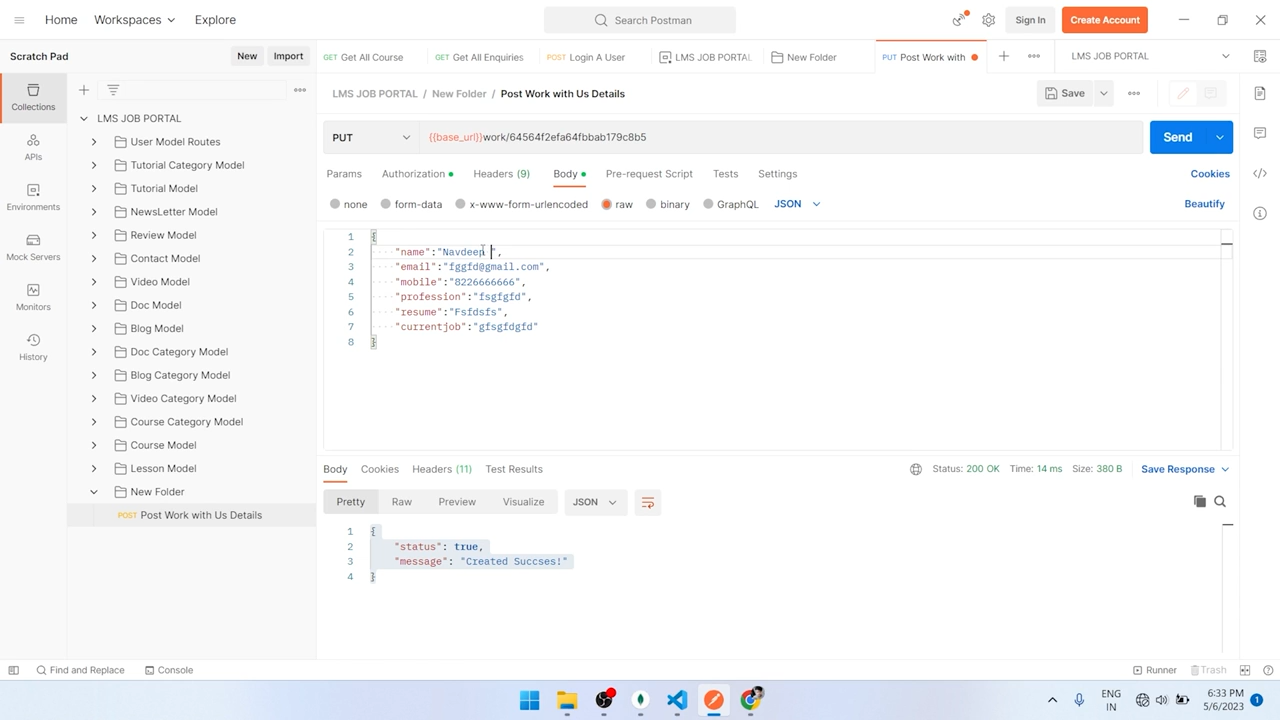 Home Workspaces Explore Search Postman Sign In Create Account
Scratch Pad New Import GET Get All Course GET Get All Enquiries POST Login A User LMS JOB PORTAL New Folder PUT Post Work with LMS JOB PORTAL
Collections
APIs
Environments
Mock Servers
Monitors
History
LMS JOB PORTAL
User Model Routes
Tutorial Category Model
Tutorial Model
NewsLetter Model
Review Model
Contact Model
Video Model
Doc Model
Blog Model
Doc Category Model
Blog Category Model
Video Category Model
Course Category Model
Course Model
Lesson Model
New Folder
POST Post Work with Us Details
LMS JOB PORTAL / New Folder / Post Work with Us Details Save
PUT {{base_url}}work/64564f2efa64fbbab179c8b5 Send
Params Authorization Headers (9) Body Pre-request Script Tests Settings Cookies
none form-data x-www-form-urlencoded raw binary GraphQL JSON Beautify
1 {
2 "name":"Navdeep ",
3 "email":"fggfd@gmail.com",
4 "mobile":"8226666666",
5 "profession":"fsgfgfd",
6 "resume":"Fsfdsfs",
7 "currentjob":"gfsgfdgfd"
8 }
Body Cookies Headers (11) Test Results Status: 200 OK Time: 14 ms Size: 380 B Save Response
Pretty Raw Preview Visualize JSON
1 {
2 "status": true,
3 "message": "Created Succses!"
4 }
Find and Replace Console Runner Trash
ENG
IN
6:33 PM
5/6/2023
1